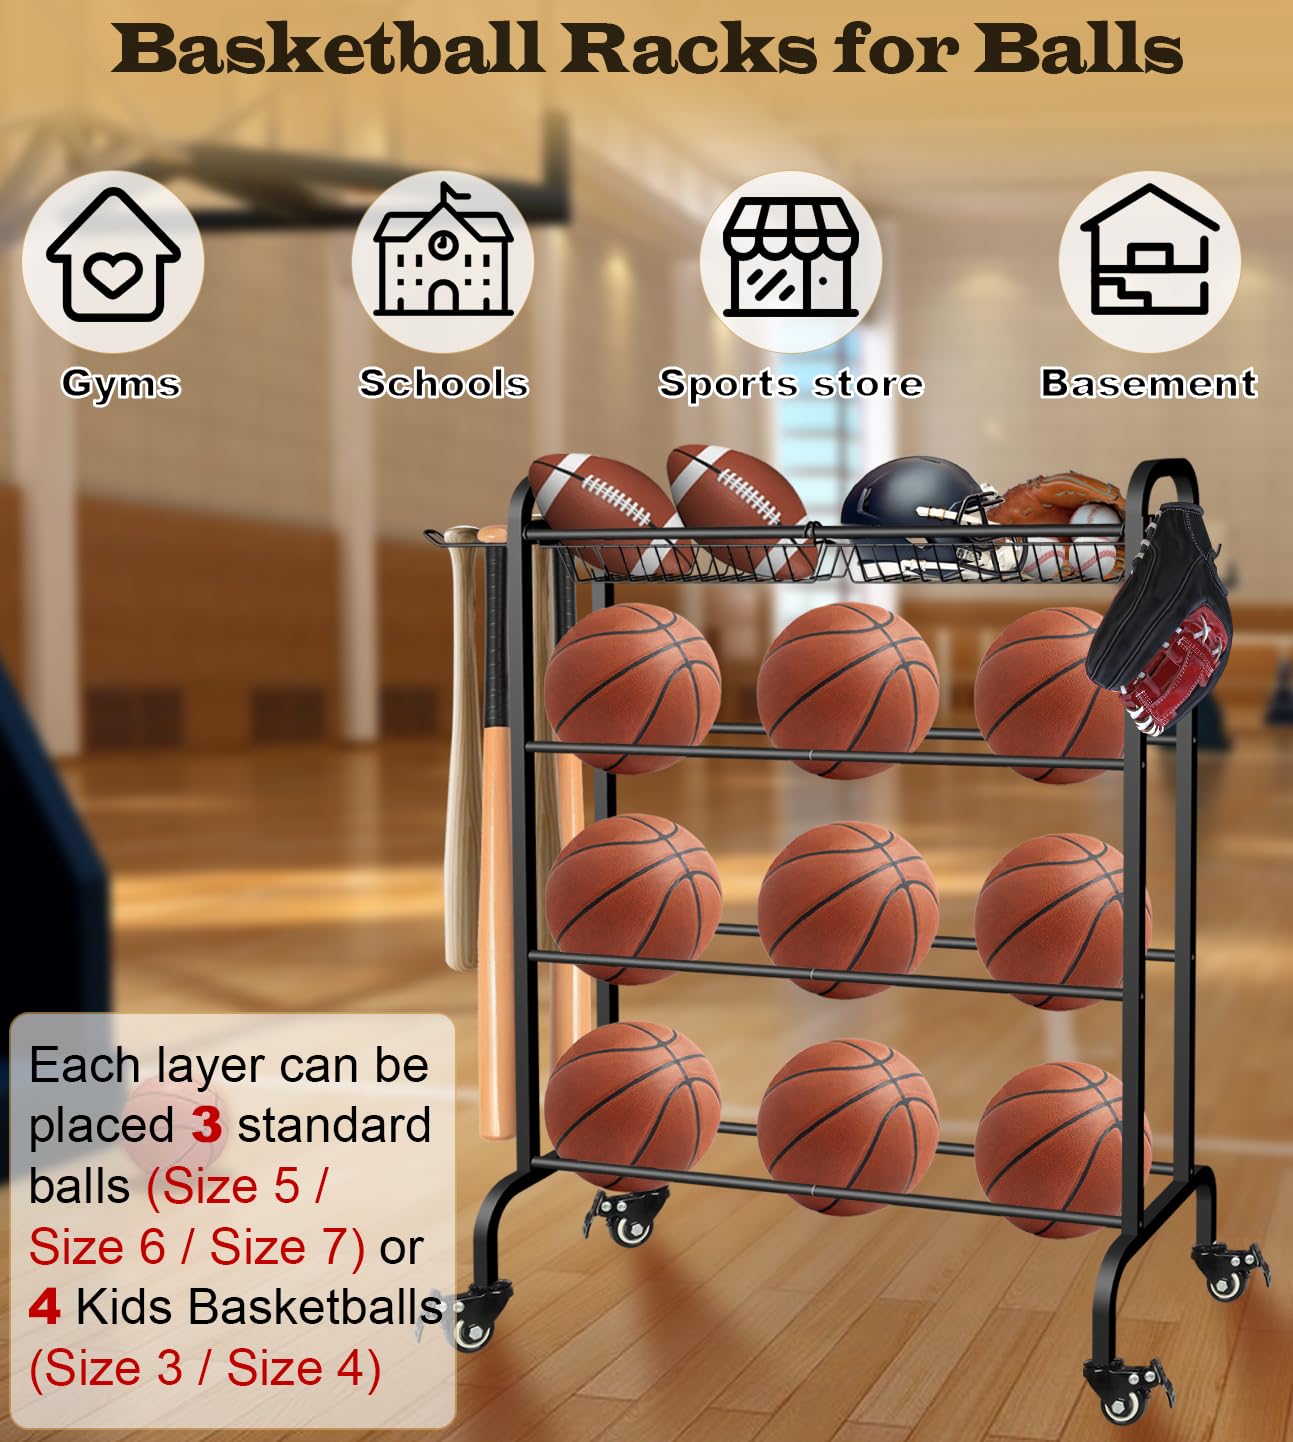 Basketball Racks for Balls
Gyms
Schools
Sports store
Basement
Each layer can be
placed 3 standard
balls (Size 5 /
Size 6 / Size 7) or
4 Kids Basketballs
(Size 3 / Size 4)